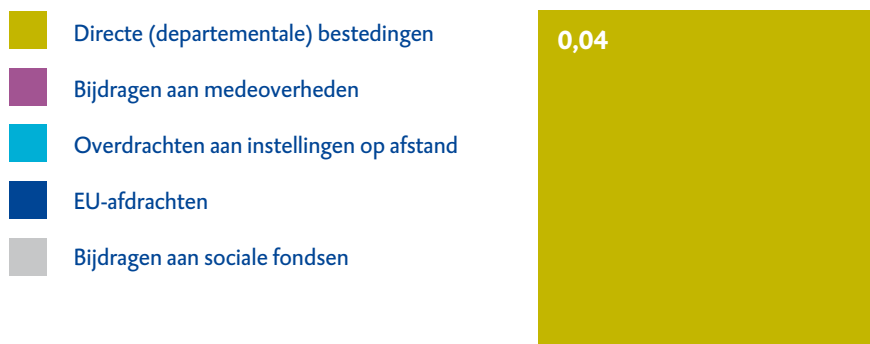 Directe (departementale) bestedingen
Bijdragen aan medeoverheden
Overdrachten aan instellingen op afstand
EU-afdrachten
Bijdragen aan sociale fondsen
0,04